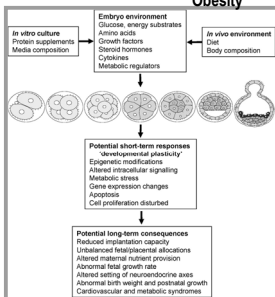 Obesity
Embryo environment
Glucose, energy substrates
Amino acids
Growth factors
Steroid hormones
Cytokines
Metabolic regulators
In vitro culture
Protein supplements
Media composition
In vivo environment
Diet
Body composition
Potential short-term responses
'developmental plasticity'
Epigenetic modifications
Altered intracellular signalling
Metabolic stress
Gene expression changes
Apoptosis
Cell proliferation disturbed
Potential long-term consequences
Reduced implantation capacity
Unbalanced fetal/placental allocations
Altered maternal nutrient provision
Abnormal fetal growth rate
Altered setting of neuroendocrine axes
Abnormal birth weight and postnatal growth
Cardiovascular and metabolic syndromes